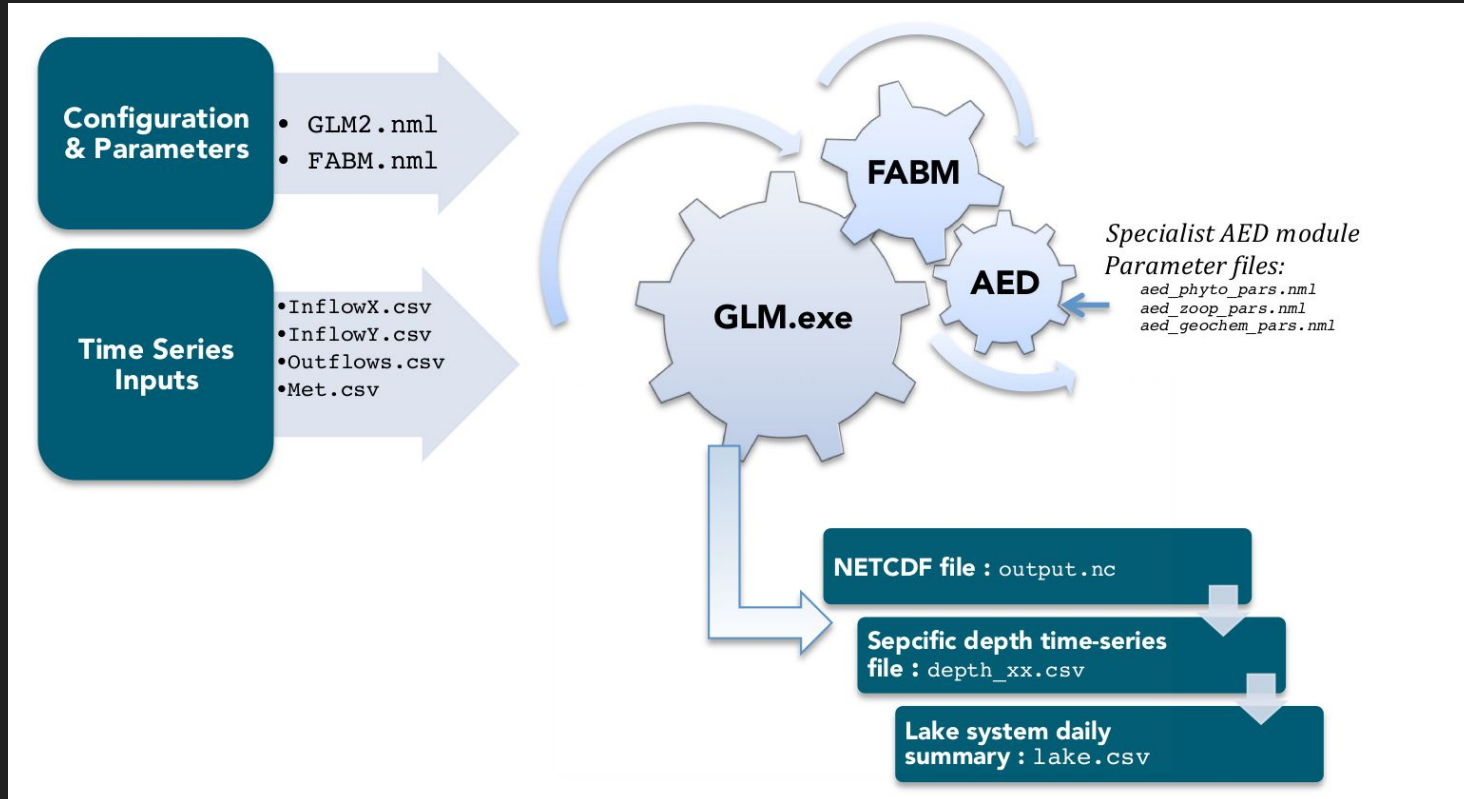 Configuration
& Parameters
• GLM2.nml
• FABM.nml
Time Series
Inputs
•InflowX.csv
•InflowY.csv
•Outflows.csv
•Met.csv
GLM.exe
FABM
AED
Specialist AED module
Parameter files:
aed_phyto_pars.nml
aed_zoop_pars.nml
aed_geochem_pars.nml
NETCDF file : output.nc
Sepcific depth time-series
file : depth_xx.csv
Lake system daily
summary : lake.csv